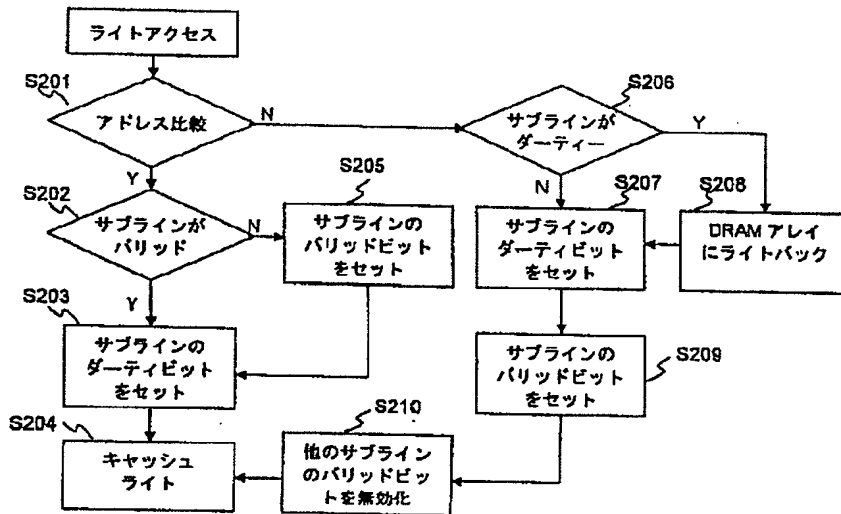 ライトアクセス
S201
アドレス比較
N
S206
サブラインが
ダーティー
Y
Y
S202
サブラインが
バリッド
N
S205
サブラインの
バリッドビット
をセット
N
S207
サブラインの
ダーティビット
をセット
S208
DRAM アレイ
にライトバック
Y
S203
サブラインの
ダーティビット
をセット
サブラインの
バリッドビット
をセット
S209
S204
キャッシュ
ライト
S210
他のサブライン
のバリッドビッ
トを無効化